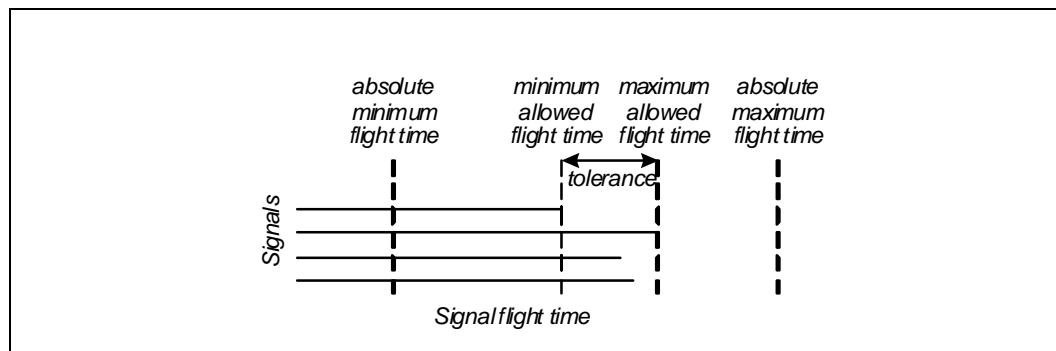 absolute
minimum
flight time
minimum
allowed
flight time
maximum
allowed
flight time
absolute
maximum
flight time
tolerance
Signals
Signal flight time